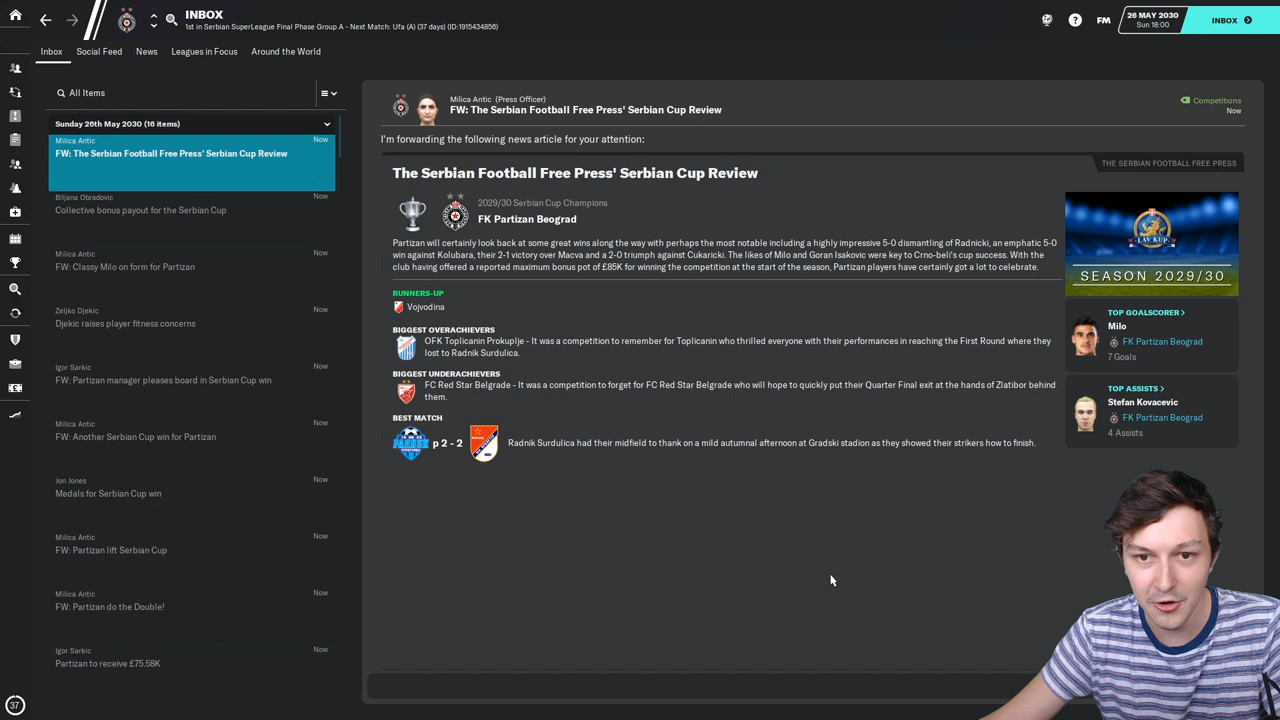 INBOX
1st in Serbian SuperLeague Final Phase Group A - Next Match: Ufa (A) (37 days) (ID:1915434856)
FM
26 MAY 2030
Sun 18:00
INBOX
Inbox
Social Feed
News
Leagues in Focus
Around the World
All Items
Sunday 26th May 2030 (16 items)
Milica Antic
Now
FW: The Serbian Football Free Press' Serbian Cup Review
Biljana Obradovic
Now
Collective bonus payout for the Serbian Cup
Milica Antic
Now
FW: Classy Milo on form for Partizan
Zeljko Djekic
Now
Djekic raises player fitness concerns
Igor Sarkic
Now
FW: Partizan manager pleases board in Serbian Cup win
Milica Antic
Now
FW: Another Serbian Cup win for Partizan
Jon Jones
Now
Medals for Serbian Cup win
Milica Antic
Now
FW: Partizan lift Serbian Cup
Milica Antic
Now
FW: Partizan do the Double!
Igor Sarkic
Now
Partizan to receive £75.58K
37
Milica Antic (Press Officer)
FW: The Serbian Football Free Press' Serbian Cup Review
Competitions
Now
I'm forwarding the following news article for your attention:
THE SERBIAN FOOTBALL FREE PRESS
The Serbian Football Free Press' Serbian Cup Review
2029/30 Serbian Cup Champions
FK Partizan Beograd
Partizan will certainly look back at some great wins along the way with perhaps the most notable including a highly impressive 5-0 dismantling of Radnicki, an emphatic 5-0
win against Kolubara, their 2-1 victory over Macva and a 2-0 triumph against Cukaricki. The likes of Milo and Goran Isakovic were key to Crno-beli's cup success. With the
club having offered a reported maximum bonus pot of £85K for winning the competition at the start of the season, Partizan players have certainly got a lot to celebrate.
RUNNERS-UP
Vojvodina
BIGGEST OVERACHIEVERS
OFK Toplicanin Prokuplje - It was a competition to remember for Toplicanin who thrilled everyone with their performances in reaching the First Round where they
lost to Radnik Surdulica.
BIGGEST UNDERACHIEVERS
FC Red Star Belgrade - It was a competition to forget for FC Red Star Belgrade who will hope to quickly put their Quarter Final exit at the hands of Zlatibor behind
them.
BEST MATCH
p 2 - 2
Radnik Surdulica had their midfield to thank on a mild autumnal afternoon at Gradski stadion as they showed their strikers how to finish.
LAV KUP
SEASON 2029/30
TOP GOALSCORER >
Milo
FK Partizan Beograd
7 Goals
TOP ASSISTS >
Stefan Kovacevic
FK Partizan Beograd
4 Assists